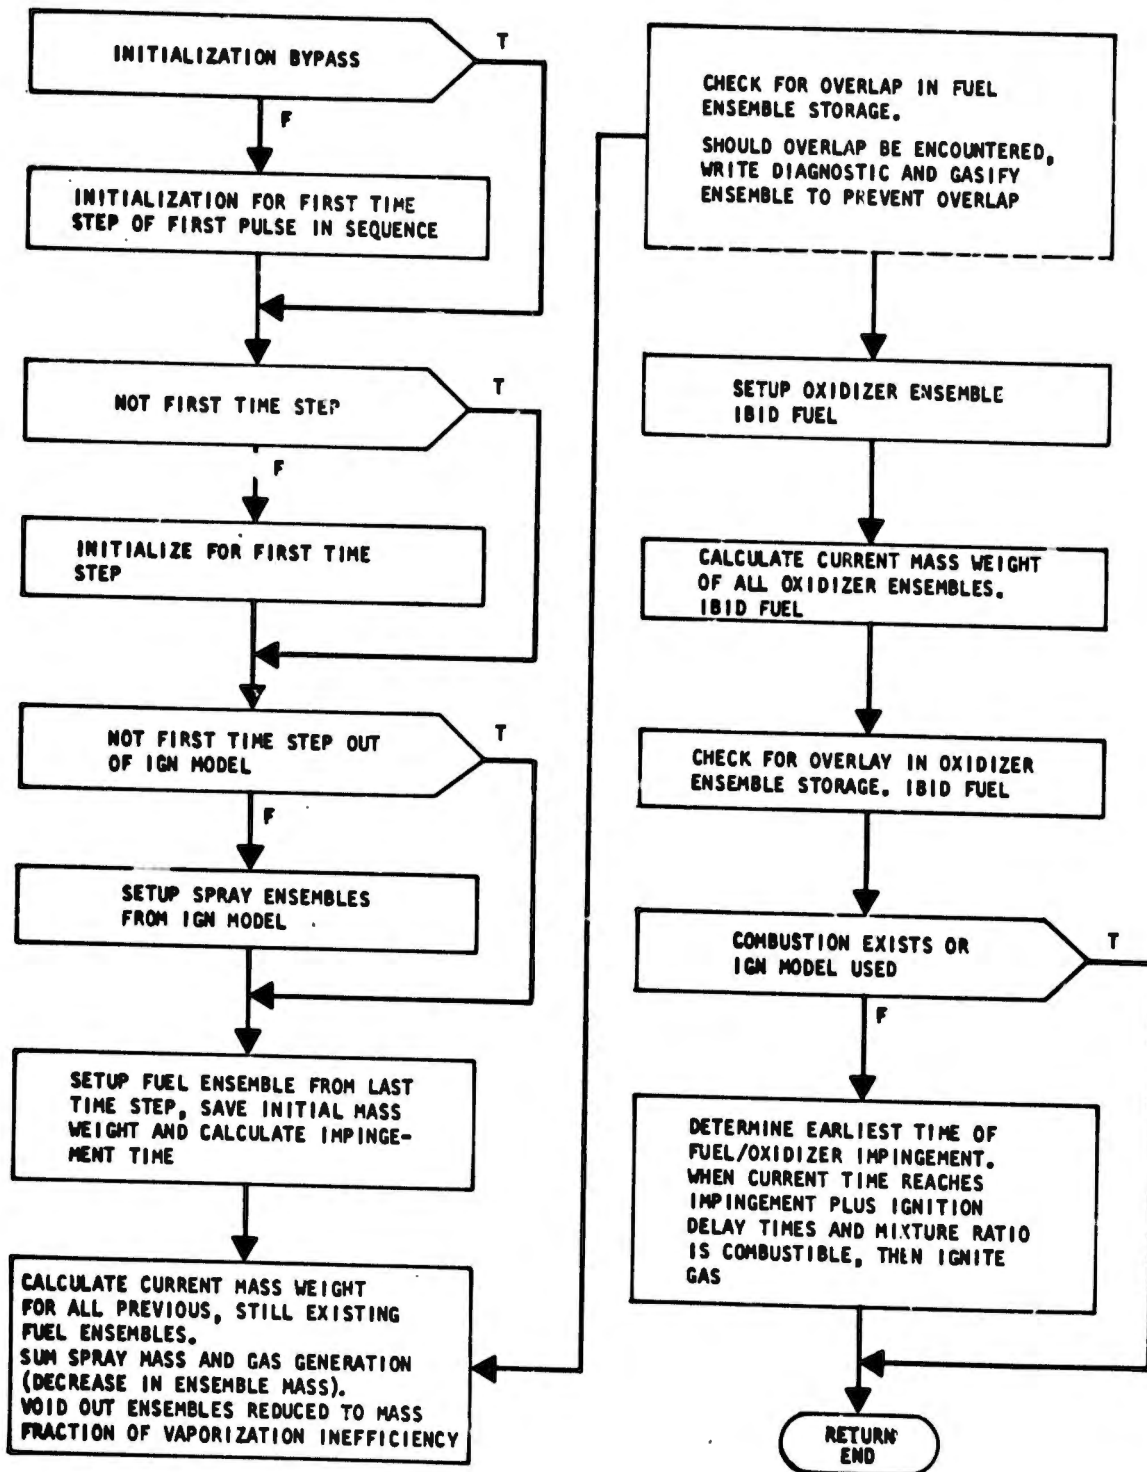 INITIALIZATION BYPASS
T
F
INITIALIZATION FOR FIRST TIME
STEP OF FIRST PULSE IN SEQUENCE
NOT FIRST TIME STEP
T
F
INITIALIZE FOR FIRST TIME
STEP
NOT FIRST TIME STEP OUT
OF IGN MODEL
T
F
SETUP SPRAY ENSEMBLES
FROM IGN MODEL
SETUP FUEL ENSEMBLE FROM LAST
TIME STEP, SAVE INITIAL MASS
WEIGHT AND CALCULATE IMPINGE-
MENT TIME
CALCULATE CURRENT MASS WEIGHT
FOR ALL PREVIOUS, STILL EXISTING
FUEL ENSEMBLES.
SUM SPRAY MASS AND GAS GENERATION
(DECREASE IN ENSEMBLE MASS).
VOID OUT ENSEMBLES REDUCED TO MASS
FRACTION OF VAPORIZATION INEFFICIENCY
CHECK FOR OVERLAP IN FUEL
ENSEMBLE STORAGE.
SHOULD OVERLAP BE ENCOUNTERED,
WRITE DIAGNOSTIC AND GASIFY
ENSEMBLE TO PREVENT OVERLAP
SETUP OXIDIZER ENSEMBLE
IBID FUEL
CALCULATE CURRENT MASS WEIGHT
OF ALL OXIDIZER ENSEMBLES.
IBID FUEL
CHECK FOR OVERLAY IN OXIDIZER
ENSEMBLE STORAGE. IBID FUEL
COMBUSTION EXISTS OR
IGN MODEL USED
T
F
DETERMINE EARLIEST TIME OF
FUEL/OXIDIZER IMPINGEMENT.
WHEN CURRENT TIME REACHES
IMPINGEMENT PLUS IGNITION
DELAY TIMES AND MIXTURE RATIO
IS COMBUSTIBLE, THEN IGNITE
GAS
RETURN
END